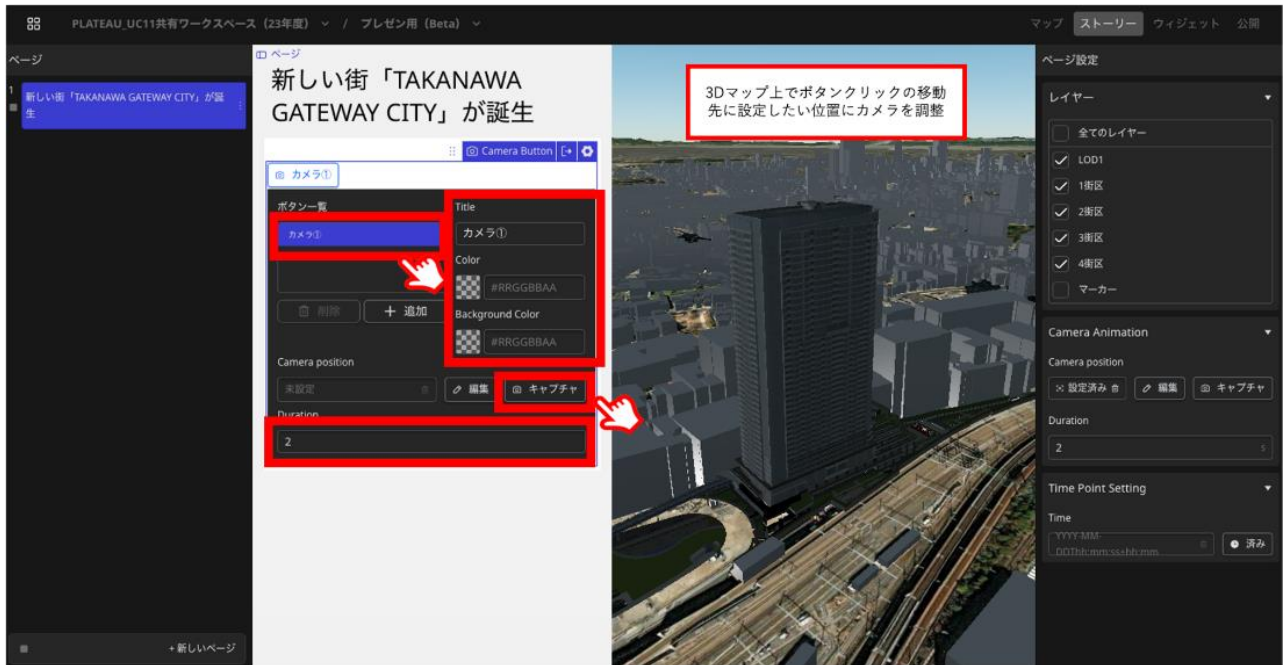 PLATEAU_UC11共有ワークスペース（23年度） / プレゼン用（Beta）
マップ ストーリー ウィジェット 公開
ページ
1
新しい街「TAKANAWA GATEWAY CITY」が誕
生
+ 新しいページ
ページ
新しい街「TAKANAWA
GATEWAY CITY」が誕生
Camera Button
カメラ①
ボタン一覧
カメラ①
削除
＋ 追加
Title
カメラ①
Color
#RRGGBBAA
Background Color
#RRGGBBAA
Camera position
未設定
編集
キャプチャ
Duration
2
3Dマップ上でボタンクリックの移動
先に設定したい位置にカメラを調整
ページ設定
レイヤー
全てのレイヤー
LOD1
1街区
2街区
3街区
4街区
マーカー
Camera Animation
Camera position
設定済み 編集 キャプチャ
Duration
2 s
Time Point Setting
Time
YYYY-MM-
DDThh:mm:ss±hh:mm
済み